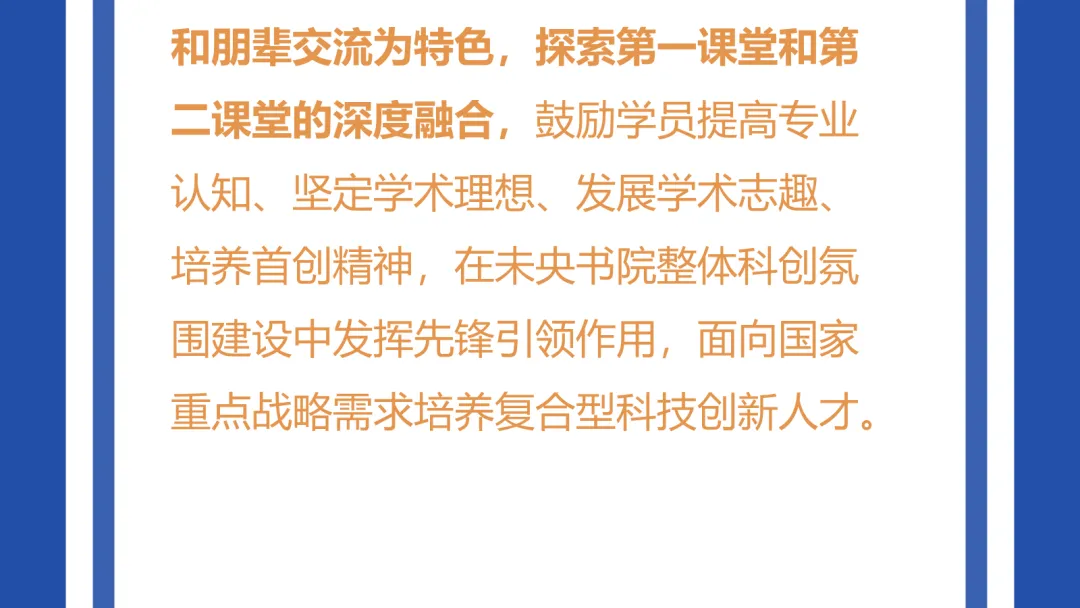 和朋辈交流为特色，探索第一课堂和第
二课堂的深度融合，鼓励学员提高专业
认知、坚定学术理想、发展学术志趣、
培养首创精神，在未央书院整体科创氛
围建设中发挥先锋引领作用，面向国家
重点战略需求培养复合型科技创新人才。